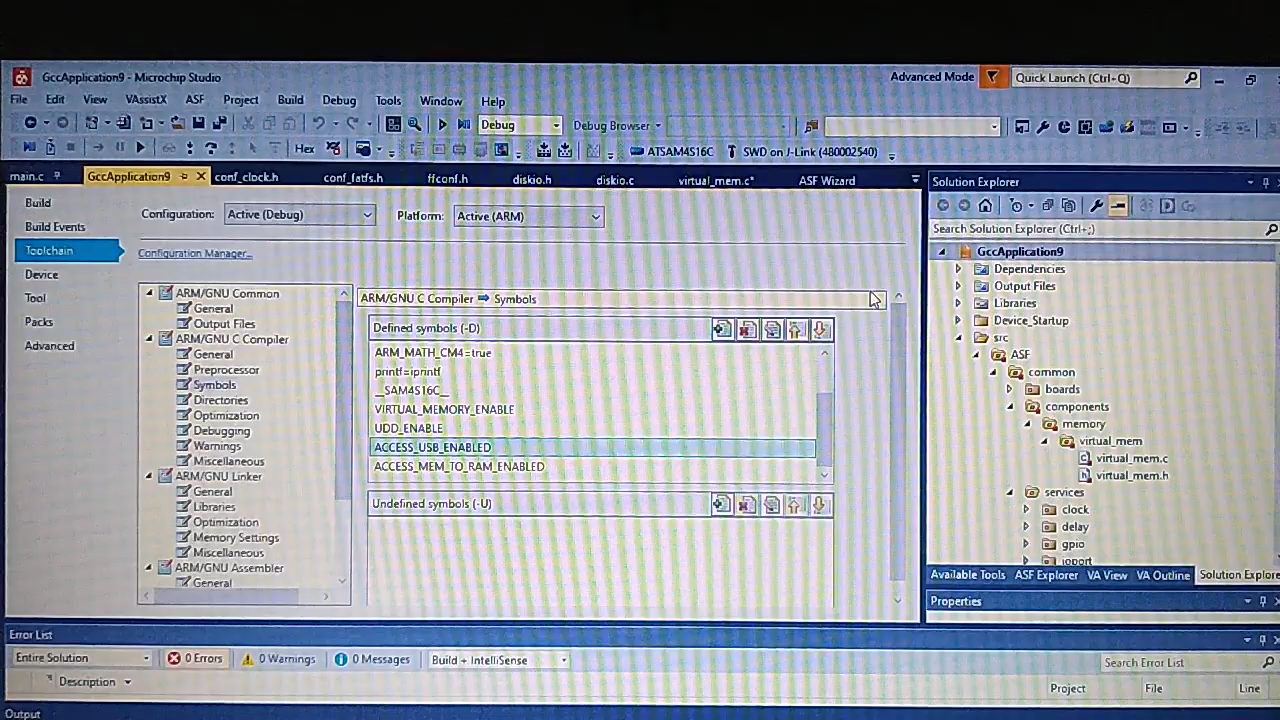 GccApplication9 - Microchip Studio
Advanced Mode
Quick Launch (Ctrl+Q)
File Edit View VAssistX ASF Project Build Debug Tools Window Help
Debug
Debug Browser
Hex
ATSAM4S16C
SWD on J-Link (480002540)
main.c
GccApplication9
conf_clock.h
conf_fatfs.h
ffconf.h
diskio.h
diskio.c
virtual_mem.c*
ASF Wizard
Build
Build Events
Toolchain
Device
Tool
Packs
Advanced
Configuration: Active (Debug)
Platform: Active (ARM)
Configuration Manager...
ARM/GNU Common
General
Output Files
ARM/GNU C Compiler
General
Preprocessor
Symbols
Directories
Optimization
Debugging
Warnings
Miscellaneous
ARM/GNU Linker
General
Libraries
Optimization
Memory Settings
Miscellaneous
ARM/GNU Assembler
General
ARM/GNU C Compiler Symbols
Defined symbols (-D)
ARM_MATH_CM4=true
printf=iprintf
__SAM4S16C__
VIRTUAL_MEMORY_ENABLE
UDD_ENABLE
ACCESS_USB_ENABLED
ACCESS_MEM_TO_RAM_ENABLED
Undefined symbols (-U)
Solution Explorer
Search Solution Explorer (Ctrl+;)
GccApplication9
Dependencies
Output Files
Libraries
Device_Startup
src
ASF
common
boards
components
memory
virtual_mem
virtual_mem.c
virtual_mem.h
services
clock
delay
gpio
ioport
Available Tools
ASF Explorer
VA View
VA Outline
Solution Explore
Properties
Error List
Entire Solution
0 Errors
0 Warnings
0 Messages
Build + IntelliSense
Search Error List
Description
Project
File
Line
Output